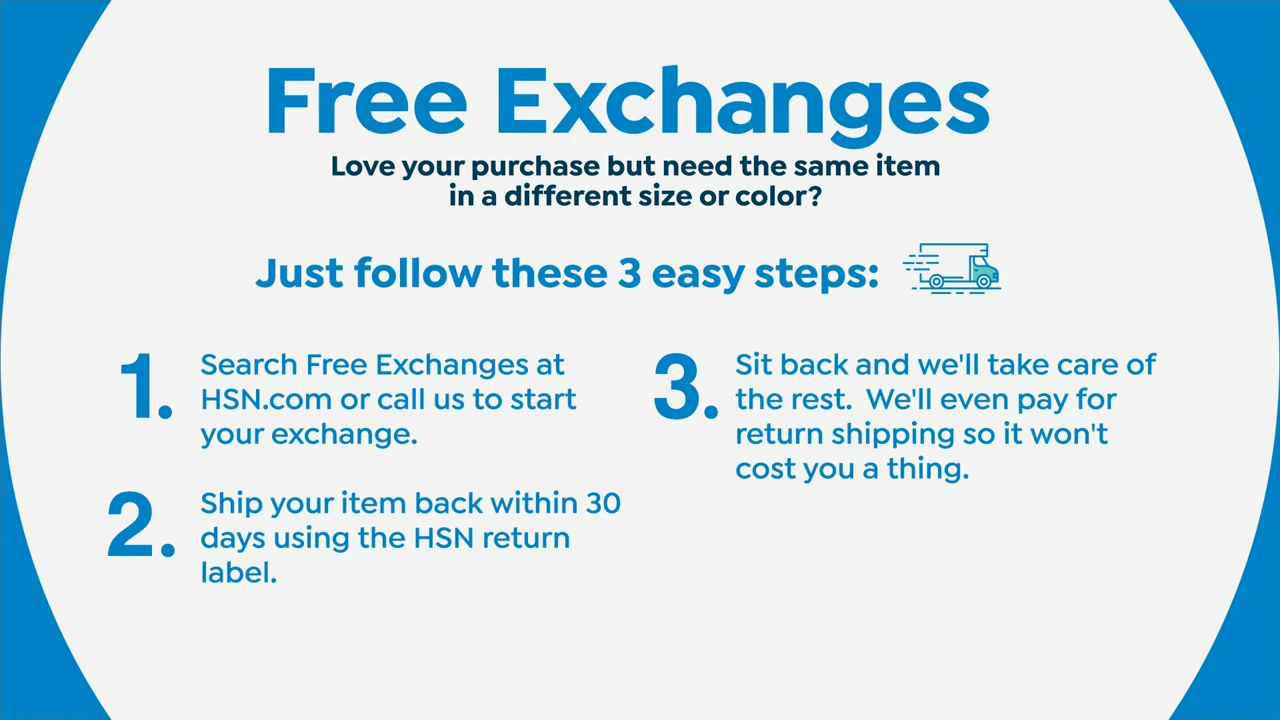 Free Exchanges
Love your purchase but need the same item
in a different size or color?
Just follow these 3 easy steps:
1. Search Free Exchanges at
HSN.com or call us to start
your exchange.
2. Ship your item back within 30
days using the HSN return
label.
3. Sit back and we'll take care of
the rest.  We'll even pay for
return shipping so it won't
cost you a thing.